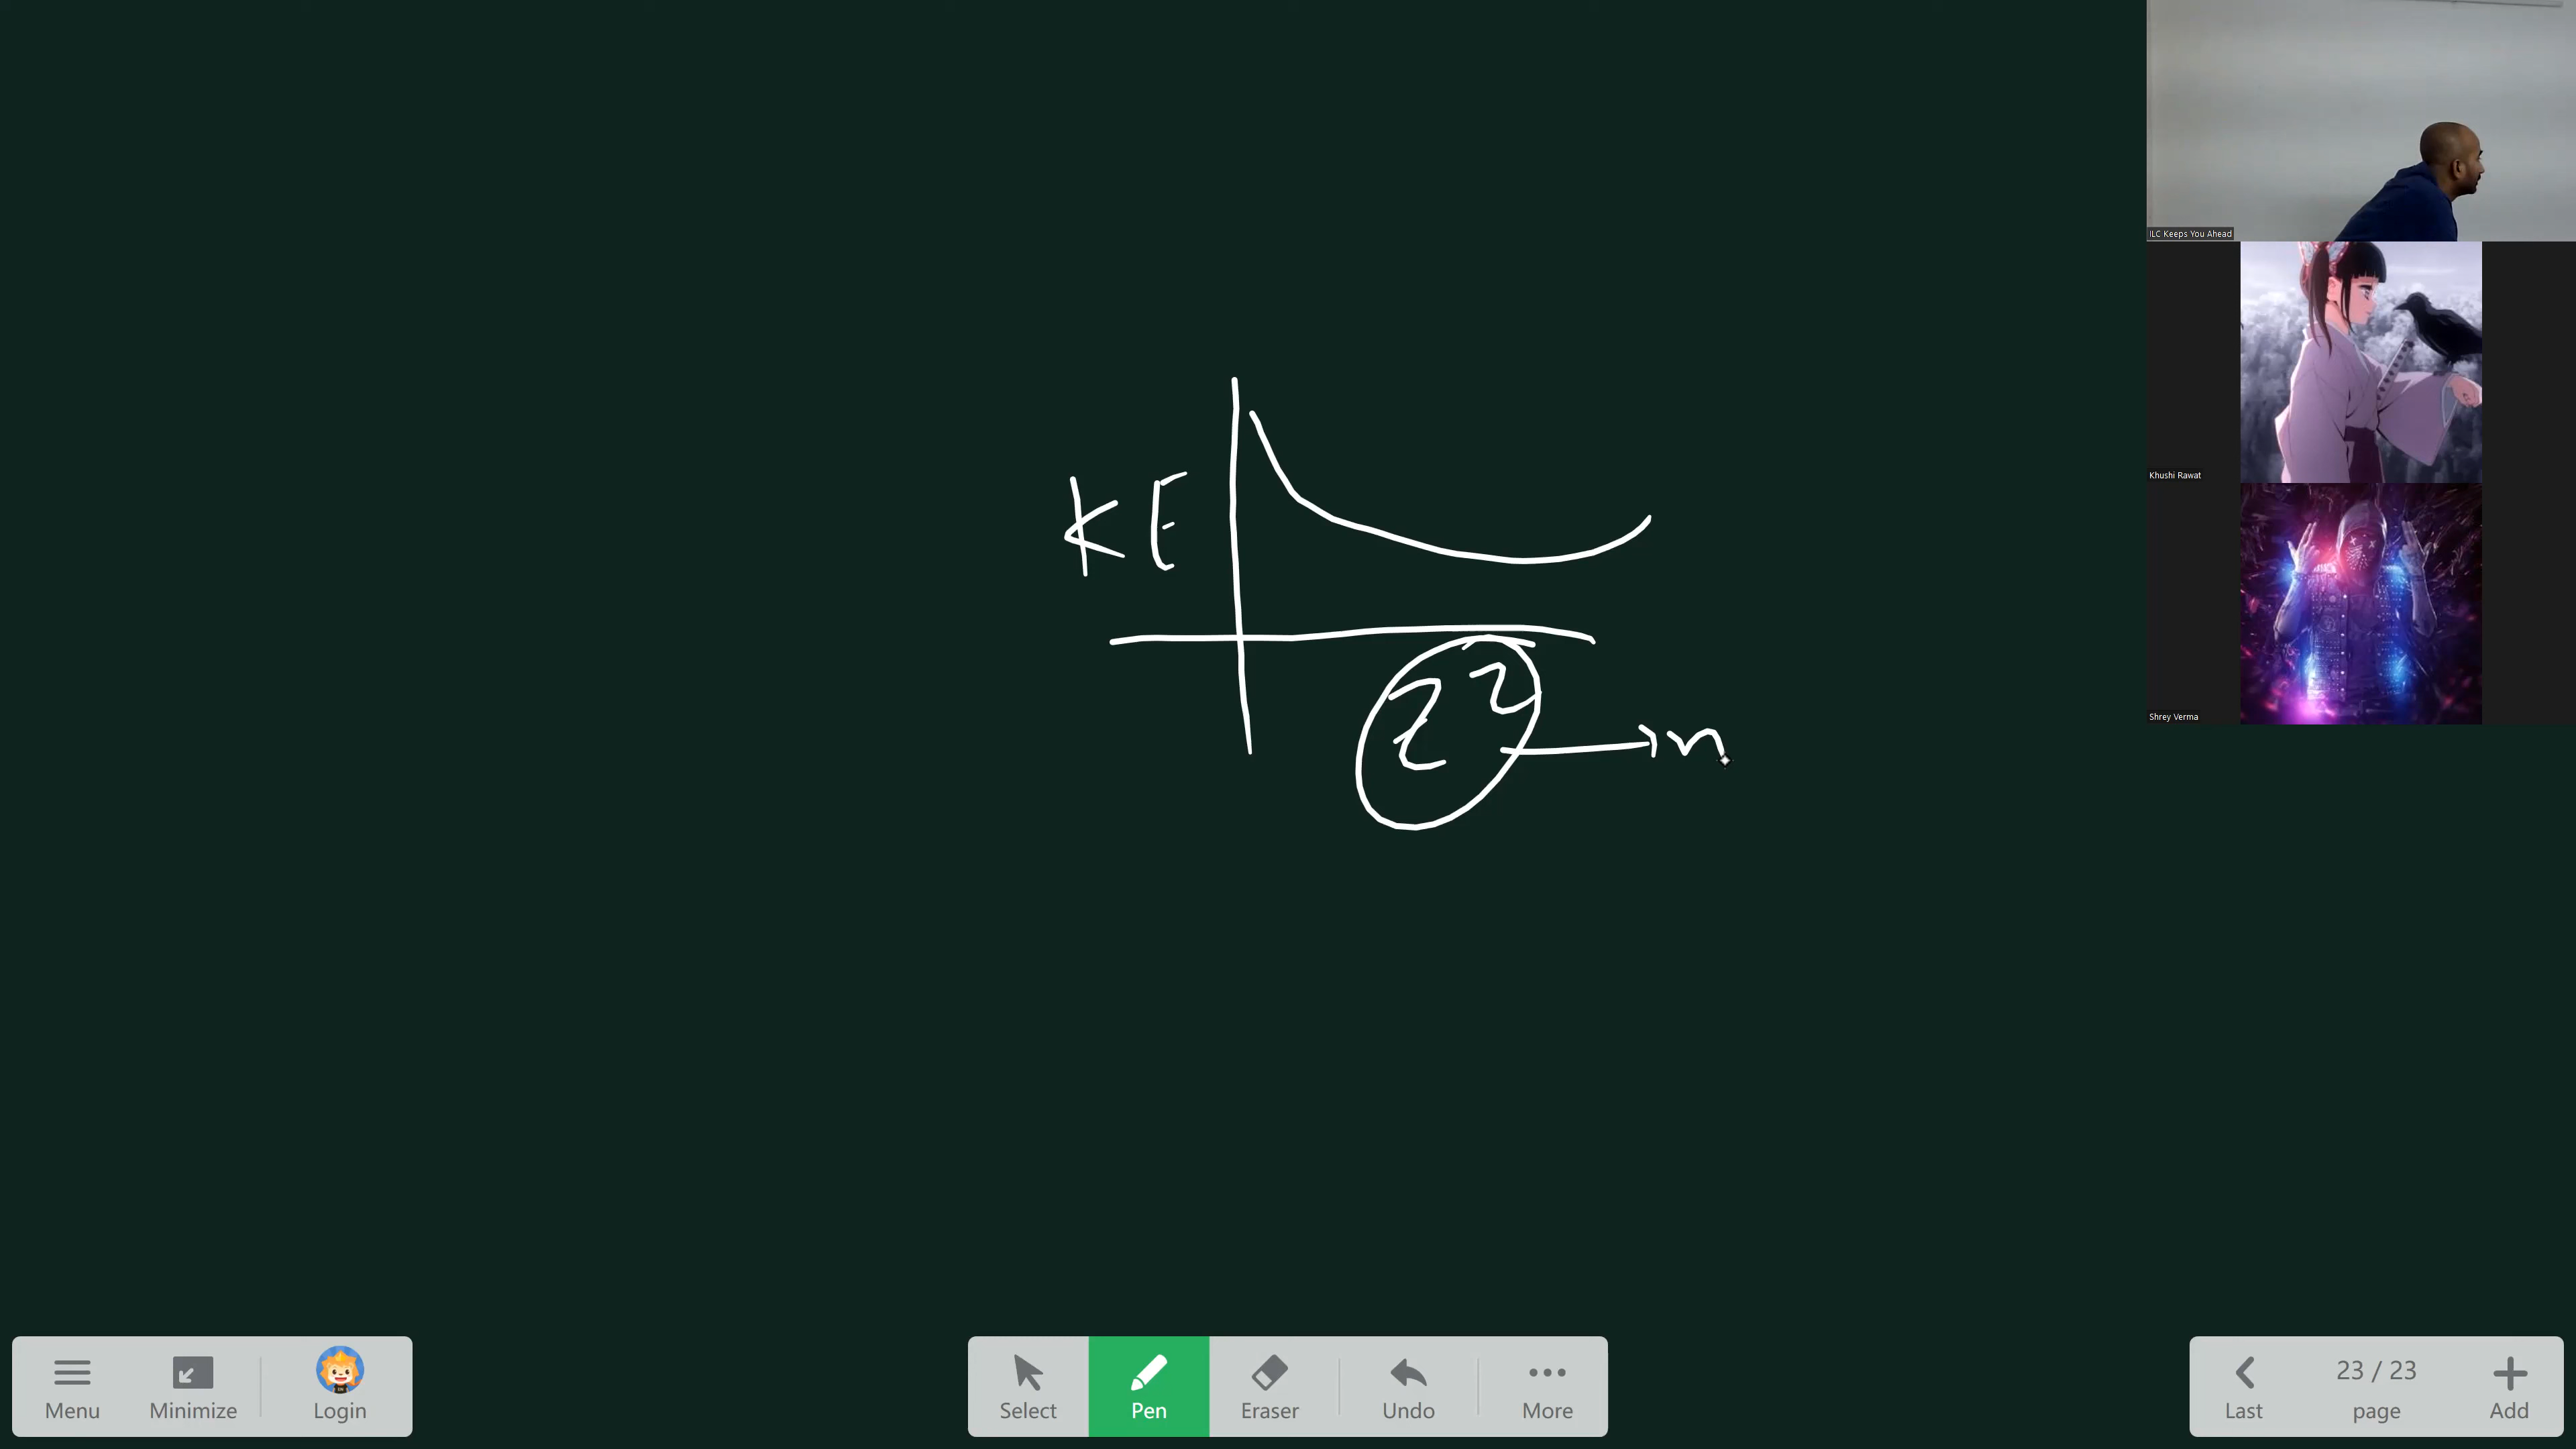 ILC Keeps You Ahead
Khushi Rawat
KE
Shrey Verma
Menu
Minimize
Login
Select
Pen
Eraser
Undo
More
Last
23 / 23
page
Add